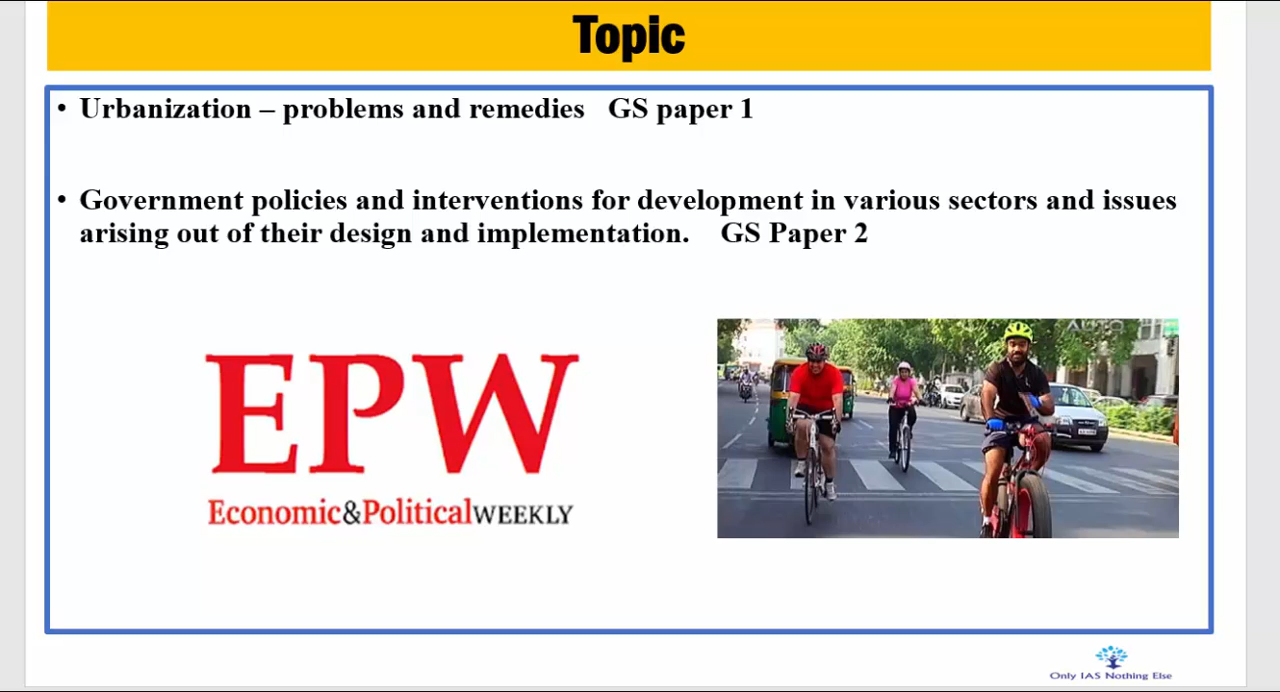 Topic
• Urbanization – problems and remedies GS paper 1
• Government policies and interventions for development in various sectors and issues
arising out of their design and implementation. GS Paper 2
EPW
Economic&PoliticalWEEKLY
AUTO
Only IAS Nothing Else